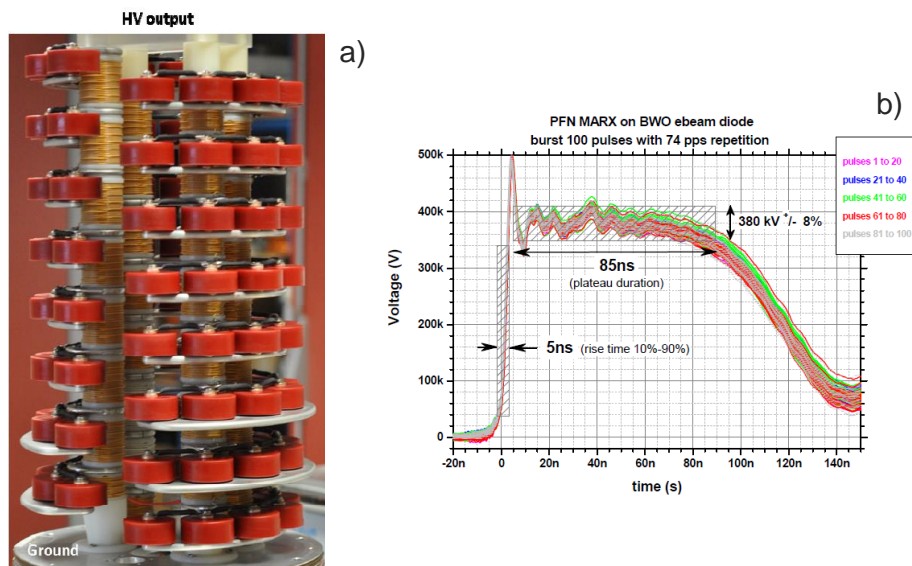 HV output
a)
Ground
b)
PFN MARX on BWO ebeam diode
burst 100 pulses with 74 pps repetition
500k
400k
300k
200k
100k
0
Voltage (V)
-20n 0 20n 40n 60n 80n 100n 120n 140n
time (s)
pulses 1 to 20
pulses 21 to 40
pulses 41 to 60
pulses 61 to 80
pulses 81 to 100
380 kV +/- 8%
85ns
(plateau duration)
5ns (rise time 10%-90%)